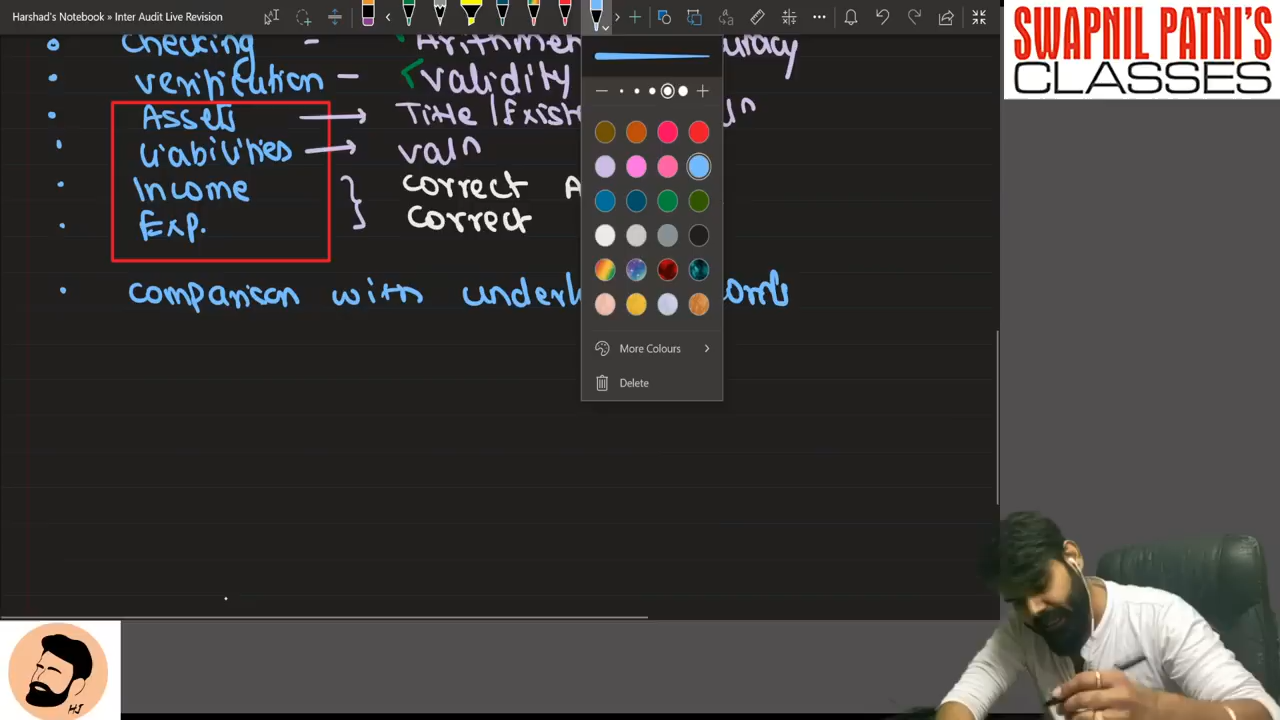 Harshad's Notebook » Inter Audit Live Revision
SWAPNIL PATNI'S
CLASSES
Checking -
verification - validity
Assets → Title /
Liabilities → valn
Income } correct A
Exp. correct
comparison with
More Colours
Delete
HJ